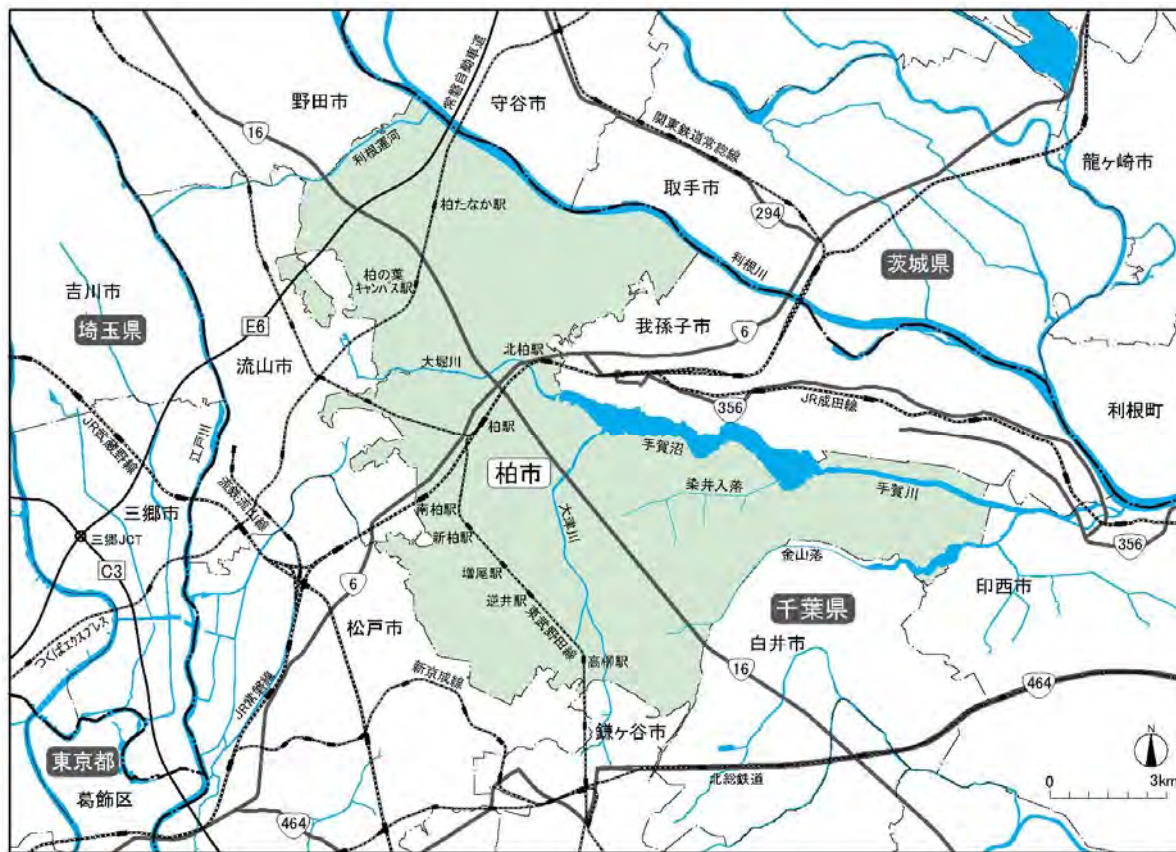 野田市
守谷市
常磐自動車道
16
関東鉄道常総線
利根運河
取手市
龍ヶ崎市
294
柏たなか駅
利根川
茨城県
柏の葉
キャンパス駅
吉川市
埼玉県
E6
我孫子市
6
流山市
北柏駅
大堀川
356
JR成田線
利根町
JR武蔵野線
江戸川
柏駅
手賀沼
柏市
染井入落
手賀川
流鉄流山線
三郷市
三郷JCT
南柏駅
新柏駅
大津川
356
C3
6
増尾駅
金山落
印西市
逆井駅
千葉県
松戸市
東武野田線
白井市
つくばエクスプレス
高柳駅
16
新京成線
464
JR常磐線
鎌ヶ谷市
東京都
北総鉄道
葛飾区
464
N
0
3km